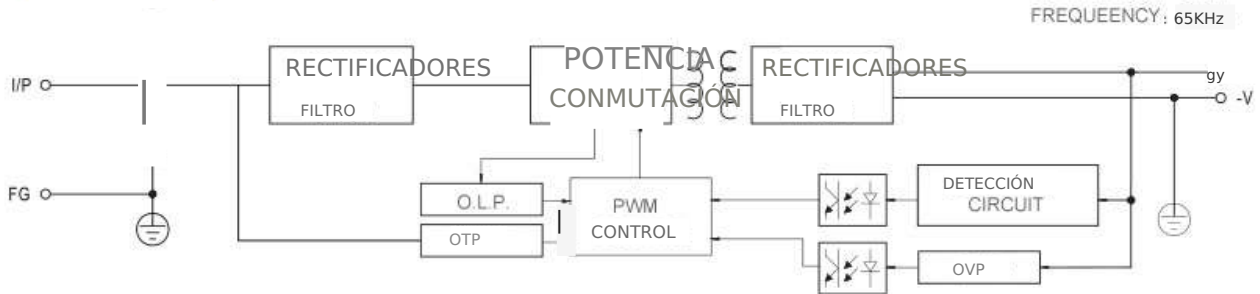 FREQUEENCY: 65KHz
I/P
RECTIFICADORES
FILTRO
POTENCIA
CONMUTACIÓN
RECTIFICADORES
FILTRO
gy
-V
FG
O.L.P.
OTP
PWM
CONTROL
DETECCIÓN
CIRCUIT
OVP